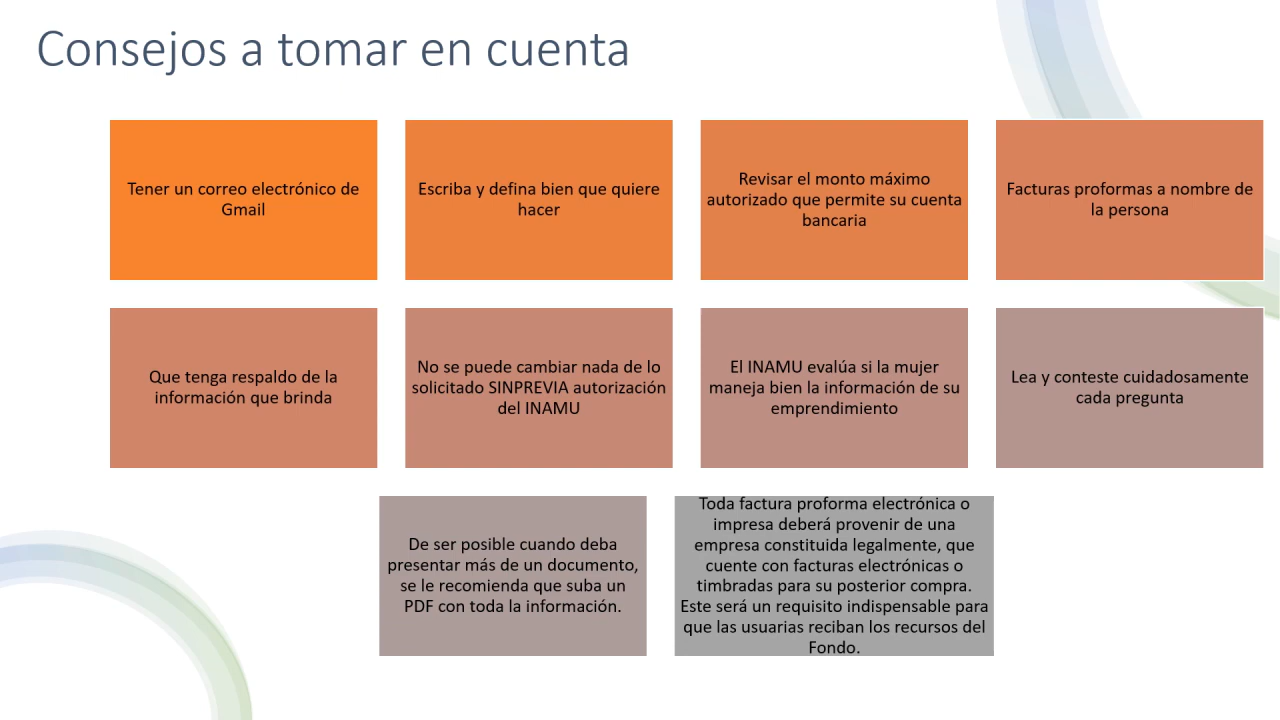 Consejos a tomar en cuenta
Tener un correo electrónico de
Gmail
Escriba y defina bien que quiere
hacer
Revisar el monto máximo
autorizado que permite su cuenta
bancaria
Facturas proformas a nombre de
la persona
Que tenga respaldo de la
información que brinda
No se puede cambiar nada de lo
solicitado SINPREVIA autorización
del INAMU
El INAMU evalúa si la mujer
maneja bien la información de su
emprendimiento
Lea y conteste cuidadosamente
cada pregunta
De ser posible cuando deba
presentar más de un documento,
se le recomienda que suba un
PDF con toda la información.
Toda factura proforma electrónica o
impresa deberá provenir de una
empresa constituida legalmente, que
cuente con facturas electrónicas o
timbradas para su posterior compra.
Este será un requisito indispensable para
que las usuarias reciban los recursos del
Fondo.